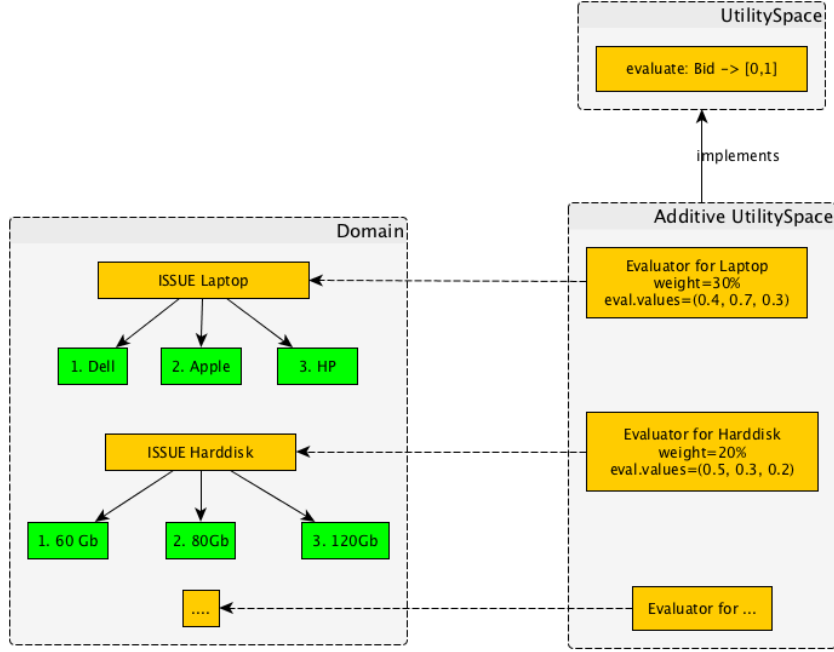 UtilitySpace
evaluate: Bid -> [0,1]
implements
Domain
ISSUE Laptop
1. Dell
2. Apple
3. HP
ISSUE Harddisk
1. 60 Gb
2. 80Gb
3. 120Gb
....
Additive UtilitySpace
Evaluator for Laptop
weight=30%
eval.values=(0.4, 0.7, 0.3)
Evaluator for Harddisk
weight=20%
eval.values=(0.5, 0.3, 0.2)
Evaluator for ...